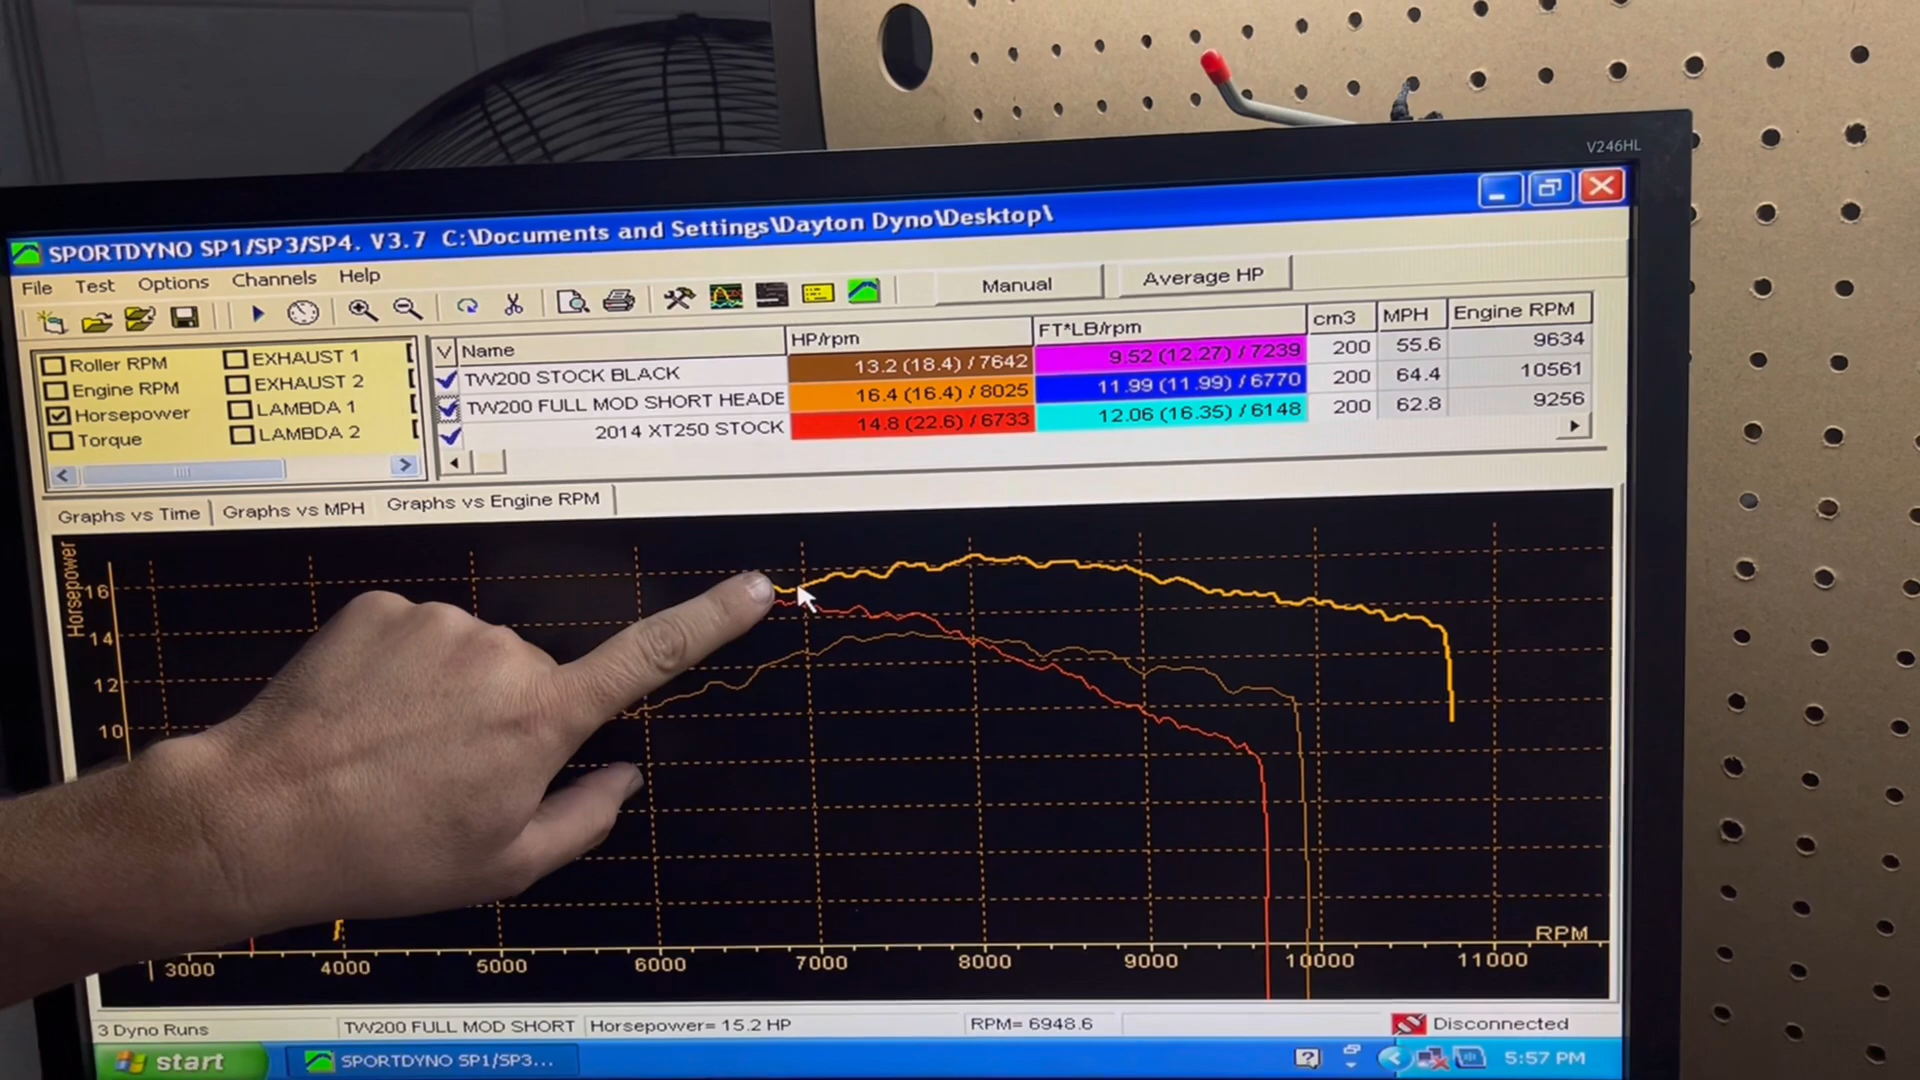 V246HL
SPORTDYNO SP1/SP3/SP4. V3.7 C:\Documents and Settings\Dayton Dyno\Desktop\
File Test Options Channels Help
Manual Average HP
Roller RPM EXHAUST 1
Engine RPM EXHAUST 2
Horsepower LAMBDA 1
Torque LAMBDA 2
V Name HP/rpm FT*LB/rpm cm3 MPH Engine RPM
TW200 STOCK BLACK 13.2 (18.4) / 7642 9.52 (12.27) / 7239 200 55.6 9634
TW200 FULL MOD SHORT HEADE 16.4 (16.4) / 8025 11.99 (11.99) / 6770 200 64.4 10561
2014 XT250 STOCK 14.8 (22.6) / 6733 12.06 (16.35) / 6148 200 62.8 9256
Graphs vs Time Graphs vs MPH Graphs vs Engine RPM
Horsepower
16
14
12
10
RPM
3000 4000 5000 6000 7000 8000 9000 10000 11000
3 Dyno Runs TW200 FULL MOD SHORT Horsepower= 15.2 HP RPM= 6948.6 Disconnected
start SPORTDYNO SP1/SP3... 5:57 PM